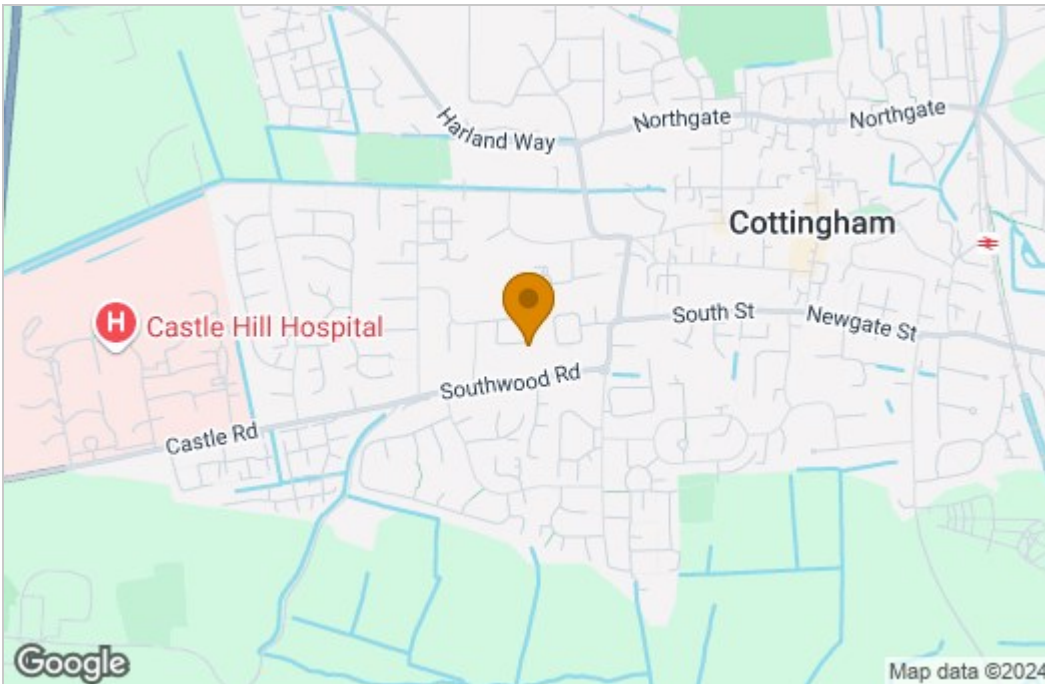 Harland Way
Northgate
Northgate
Cottingham
H Castle Hill Hospital
South St
Newgate St
Southwood Rd
Castle Rd
Google
Map data ©2024